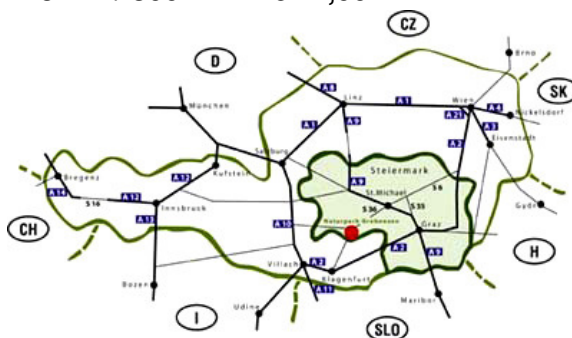 CZ
D
Brno
A8
SK
Linz
A1
Wien
A4
München
A21
Nickelsdorf
A1
A9
A3
Eisenstadt
A2
Salzburg
Steiermark
Bregenz
A12
Kufstein
A9
S6
A14
A12
St.Michael
S16
Innsbruck
S36
S35
Györ
A13
Naturpark Grebenzen
Graz
CH
A10
A2
A9
H
Villach
A2
Klagenfurt
Bozen
A11
Maribor
Udine
I
SLO